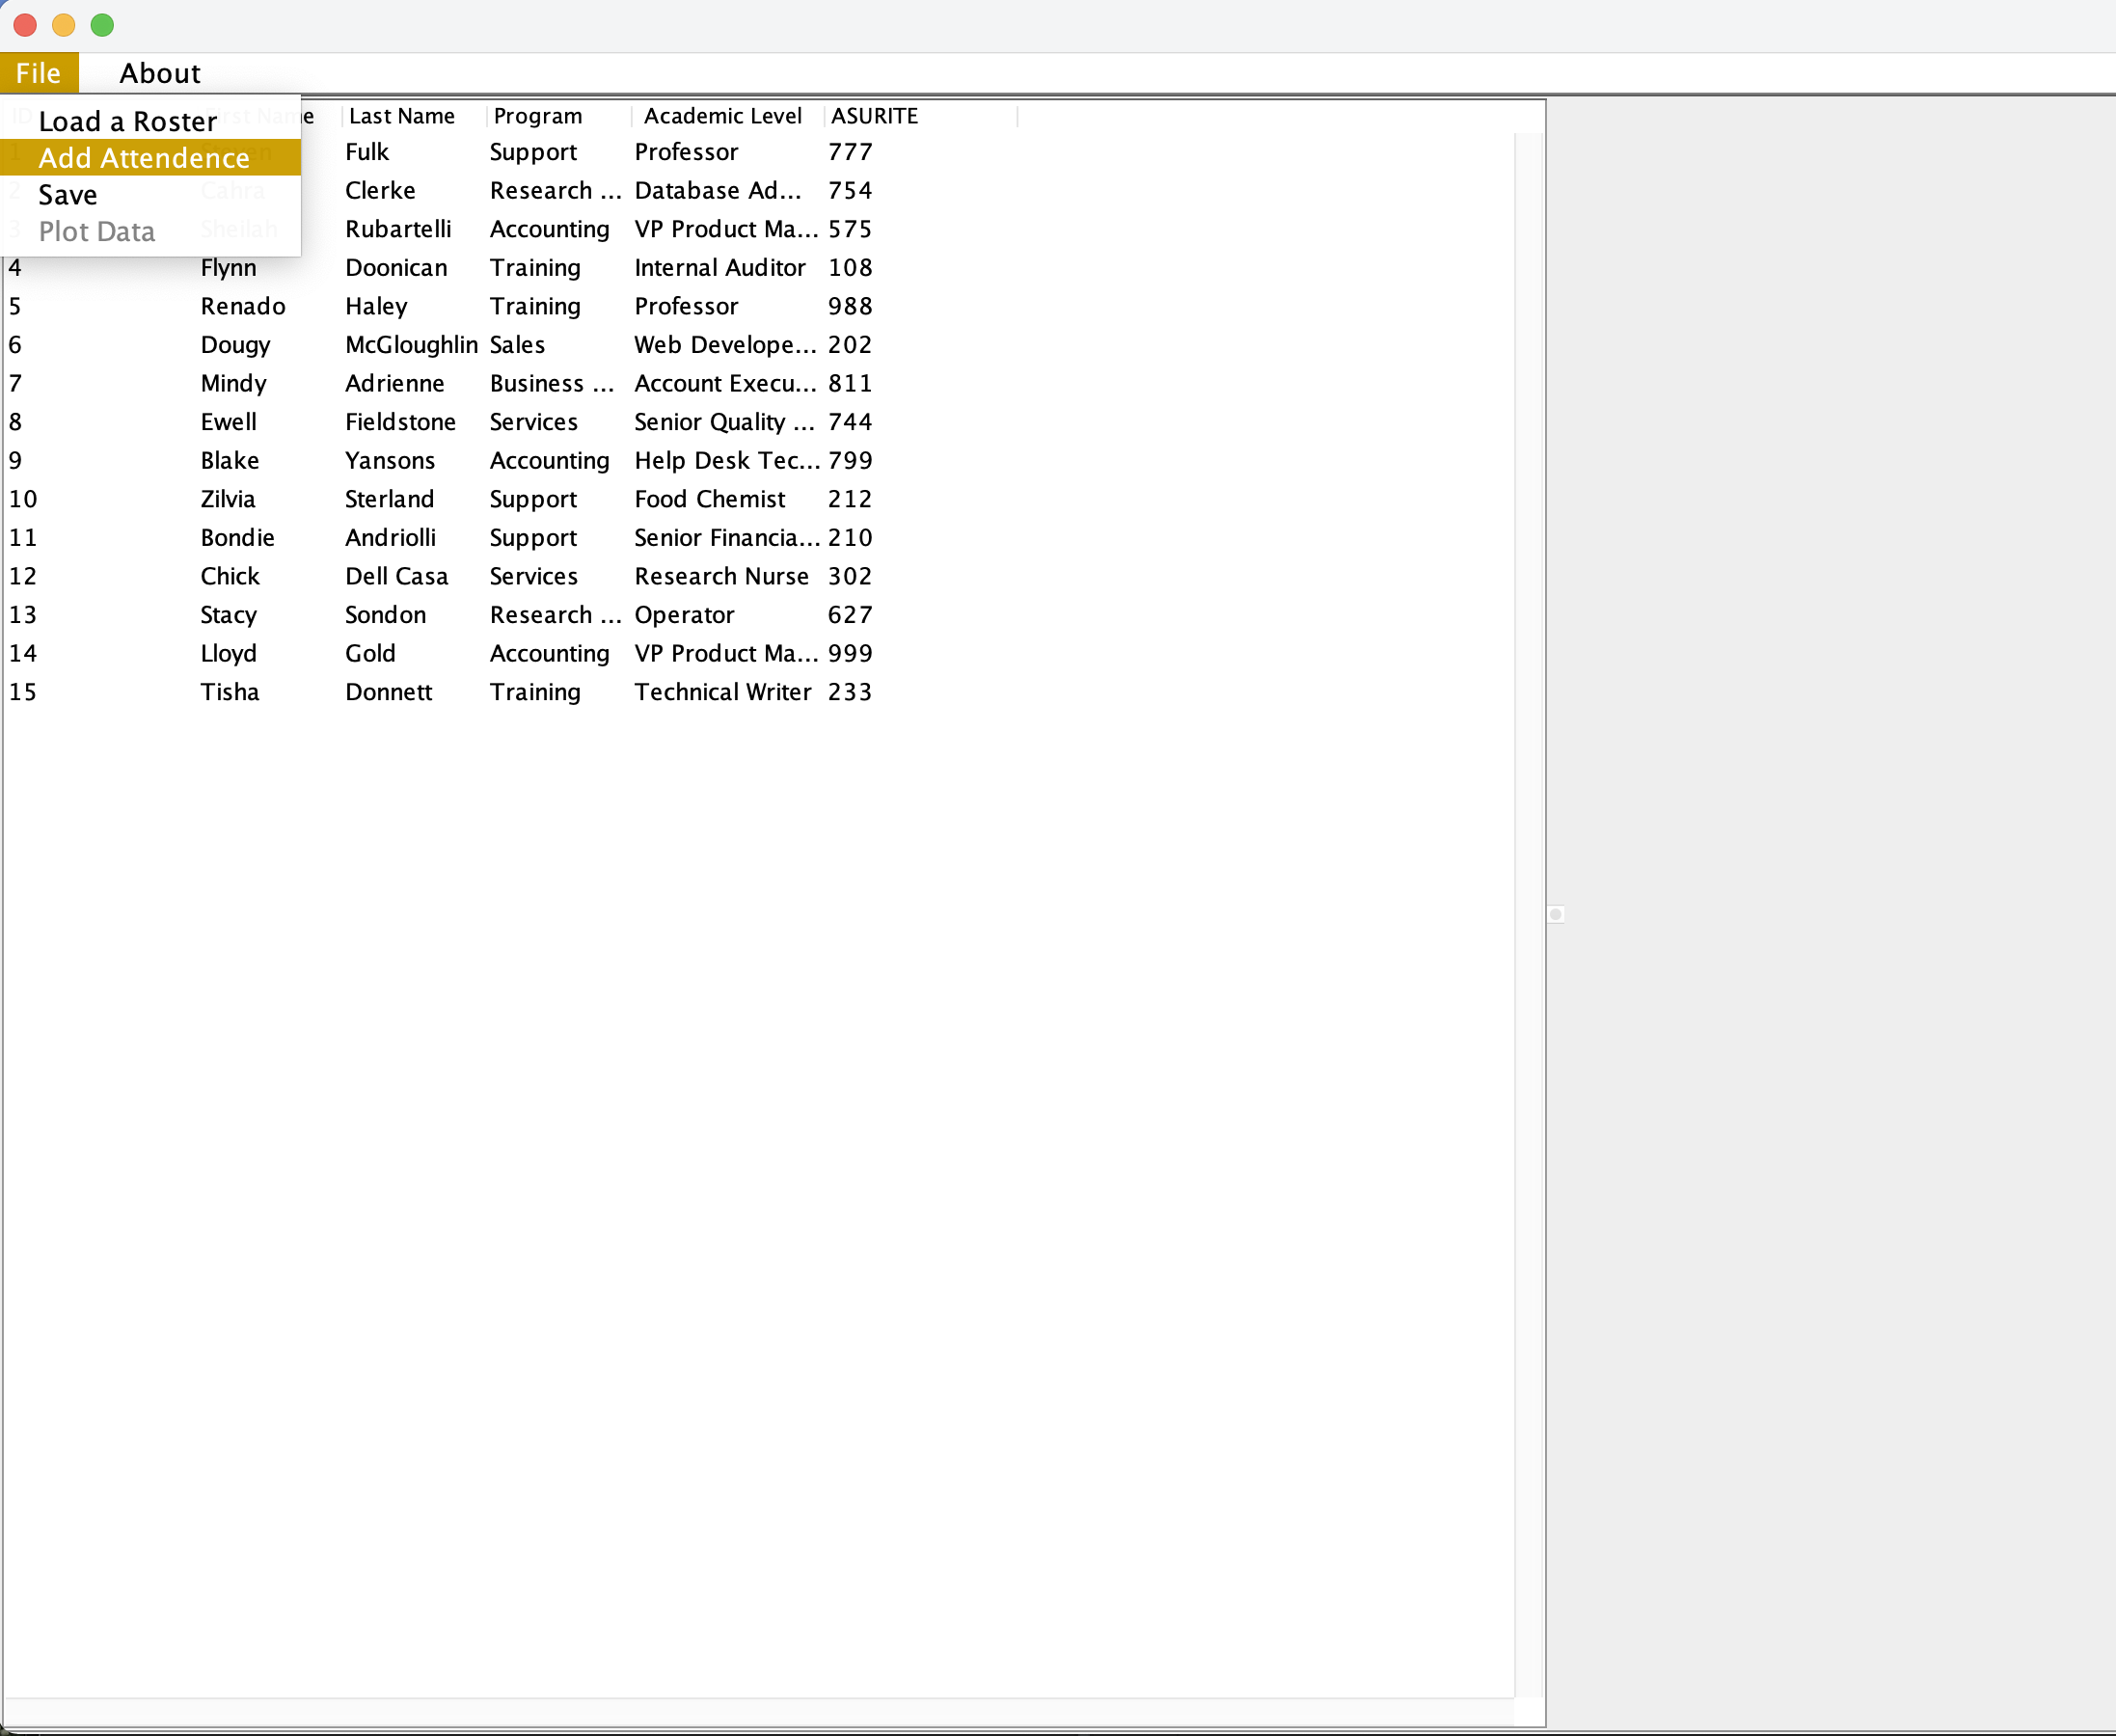 File About
Load a Roster
Add Attendence
Save
Plot Data
ID First Name Last Name Program Academic Level ASURITE
1 Steven Fulk Support Professor 777
2 Cahra Clerke Research ... Database Ad... 754
3 Shellah Rubartelli Accounting VP Product Ma... 575
4 Flynn Doonican Training Internal Auditor 108
5 Renado Haley Training Professor 988
6 Dougy McGloughlin Sales Web Develope... 202
7 Mindy Adrienne Business ... Account Execu... 811
8 Ewell Fieldstone Services Senior Quality ... 744
9 Blake Yansons Accounting Help Desk Tec... 799
10 Zilvia Sterland Support Food Chemist 212
11 Bondie Andriolli Support Senior Financia... 210
12 Chick Dell Casa Services Research Nurse 302
13 Stacy Sondon Research ... Operator 627
14 Lloyd Gold Accounting VP Product Ma... 999
15 Tisha Donnett Training Technical Writer 233